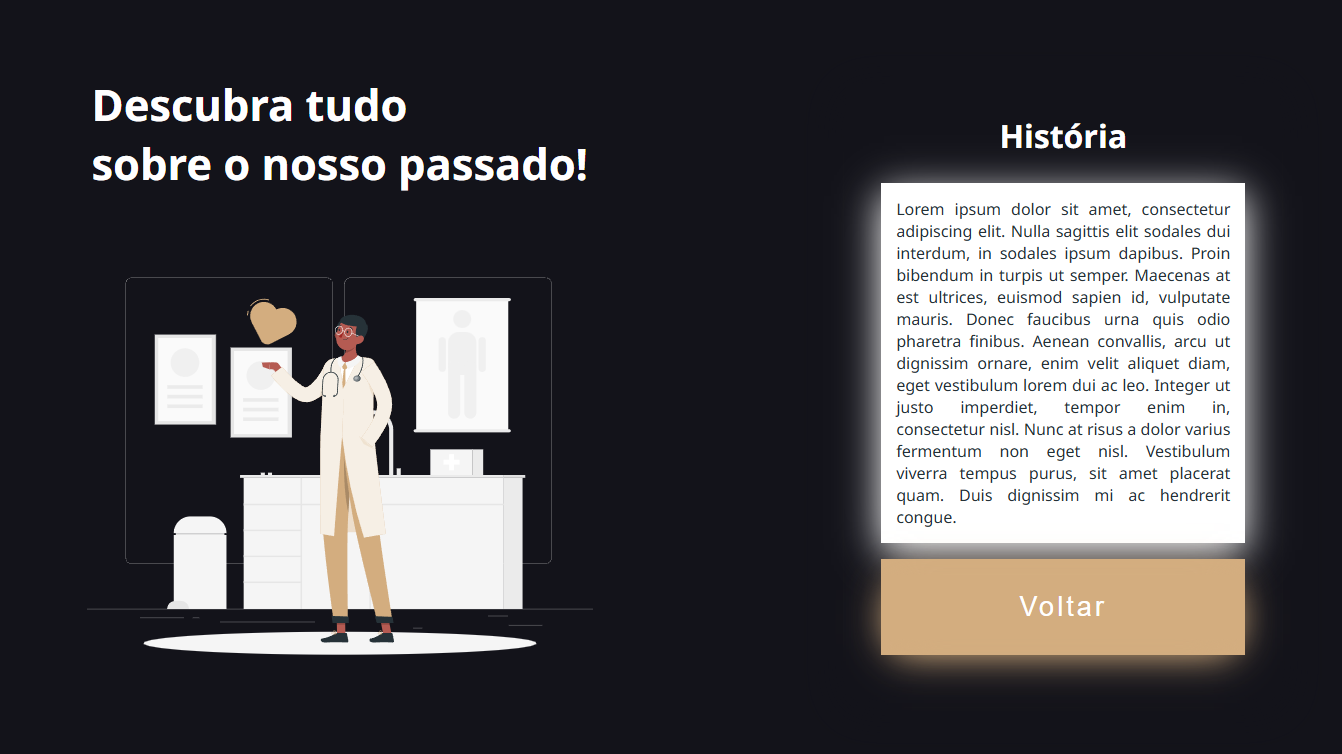 Descubra tudo
sobre o nosso passado!
História
Lorem ipsum dolor sit amet, consectetur
adipiscing elit. Nulla sagittis elit sodales dui
interdum, in sodales ipsum dapibus. Proin
bibendum in turpis ut semper. Maecenas at
est ultrices, euismod sapien id, vulputate
mauris. Donec faucibus urna quis odio
pharetra finibus. Aenean convallis, arcu ut
dignissim ornare, enim velit aliquet diam,
eget vestibulum lorem dui ac leo. Integer ut
justo imperdiet, tempor enim in,
consectetur nisl. Nunc at risus a dolor varius
fermentum non eget nisl. Vestibulum
viverra tempus purus, sit amet placerat
quam. Duis dignissim mi ac hendrerit
congue.
Voltar